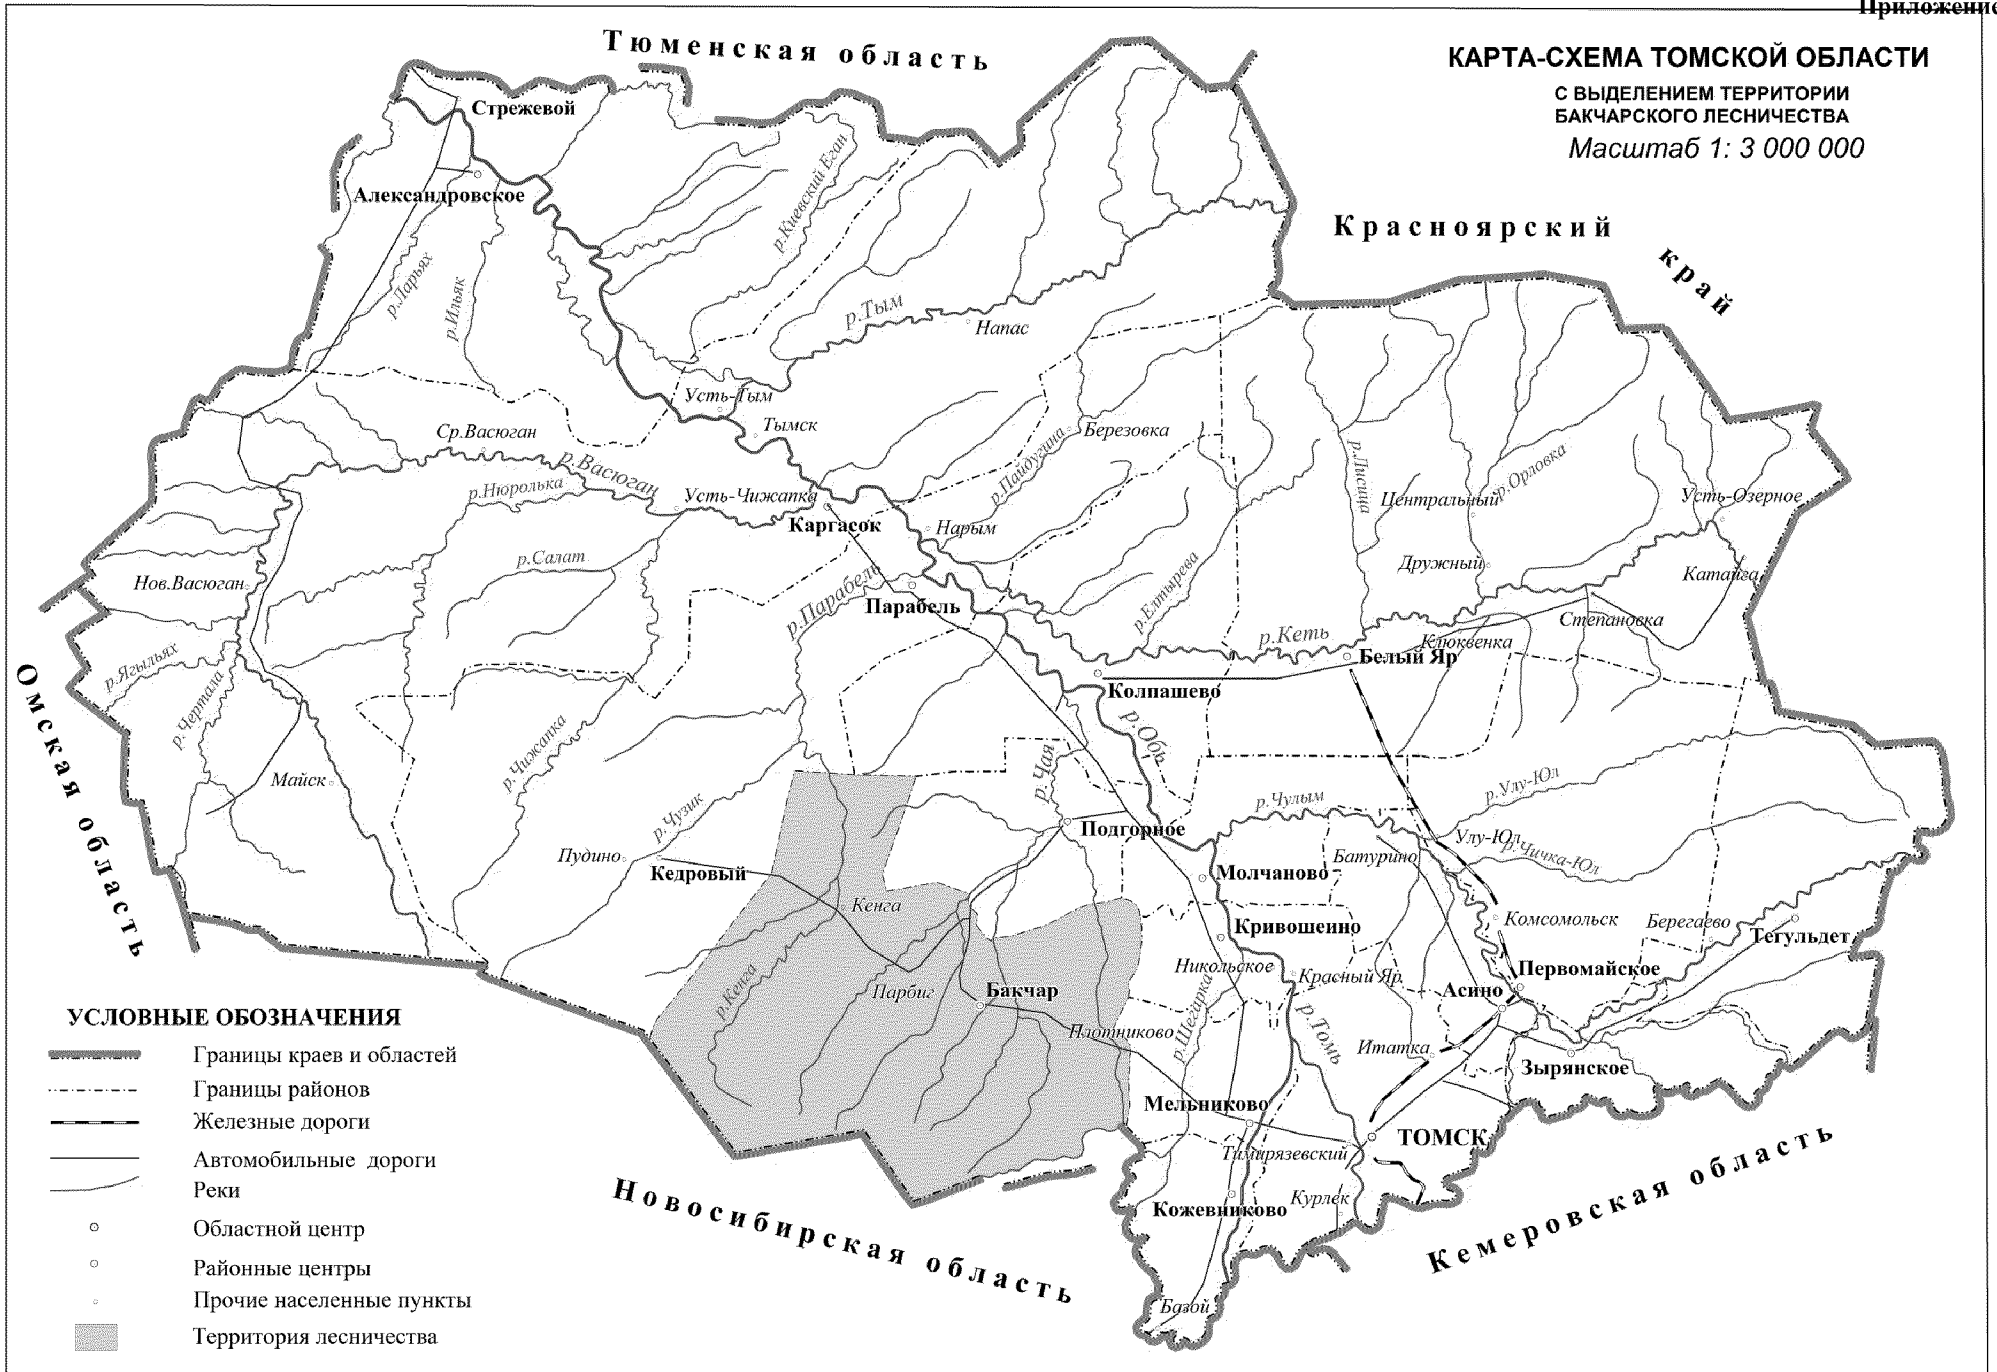 Приложение
Тюменская область
КАРТА-СХЕМА ТОМСКОЙ ОБЛАСТИ
С ВЫДЕЛЕНИЕМ ТЕРРИТОРИИ
БАКЧАРСКОГО ЛЕСНИЧЕСТВА
Масштаб 1: 3 000 000
Стрежевой
Александровское
р.Киевский Еган
Красноярский
край
р.Ларьях
р.Ильяк
р.Тым
Напас
Усть-Тым
Тымск
Ср.Васюган
р.Васюган
р.Нюролька
Усть-Чижапка
Каргасок
р.Пайдугина
Березовка
Нарым
р.Лисица
Центральный
р.Орловка
Усть-Озерное
Дружный
Катайга
р.Салат
Нов.Васюган
р.Парабель
Парабель
р.Елтырева
р.Кеть
Клюквенка
Степановка
Белый Яр
Колпашево
р.Ягыльях
р.Чертала
Омская область
р.Чижапка
Майск
р.Обь
р.Чая
р.Чузик
р.Чулым
р.Улу-Юл
Подгорное
Улу-Юл
р.Чичка-Юл
Батурино
Пудино
Кедровый
Молчаново
Кенга
Кривошеино
Комсомольск
Берегаево
Тегульдет
Никольское
Красный Яр
Первомайское
Асино
р.Кенга
Парбиг
Бакчар
Плотниково
р.Шегарка
р.Томь
Итатка
Зырянское
Мельниково
ТОМСК
Тимирязевский
Курлек
Кожевниково
Базой
Новосибирская область
Кемеровская область
УСЛОВНЫЕ ОБОЗНАЧЕНИЯ
Границы краев и областей
Границы районов
Железные дороги
Автомобильные дороги
Реки
Областной центр
Районные центры
Прочие населенные пункты
Территория лесничества